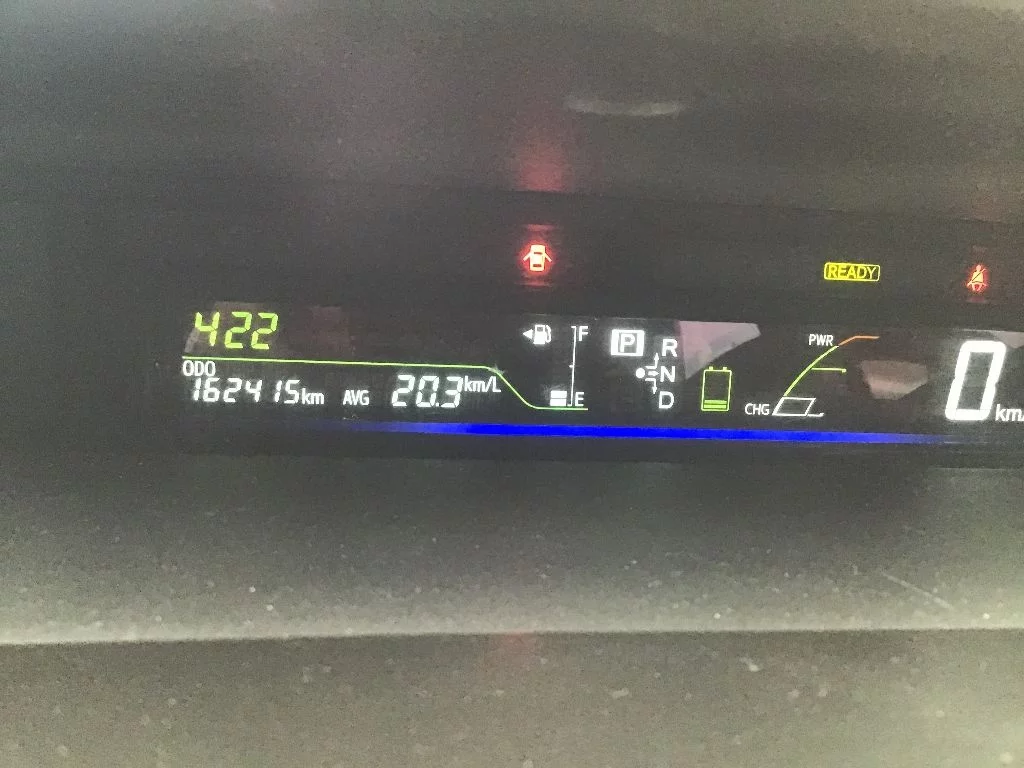 READY
422
F
P
R
PWR
ODO
N
0
162415km AVG 20.3km/L
E
D
CHG
km/